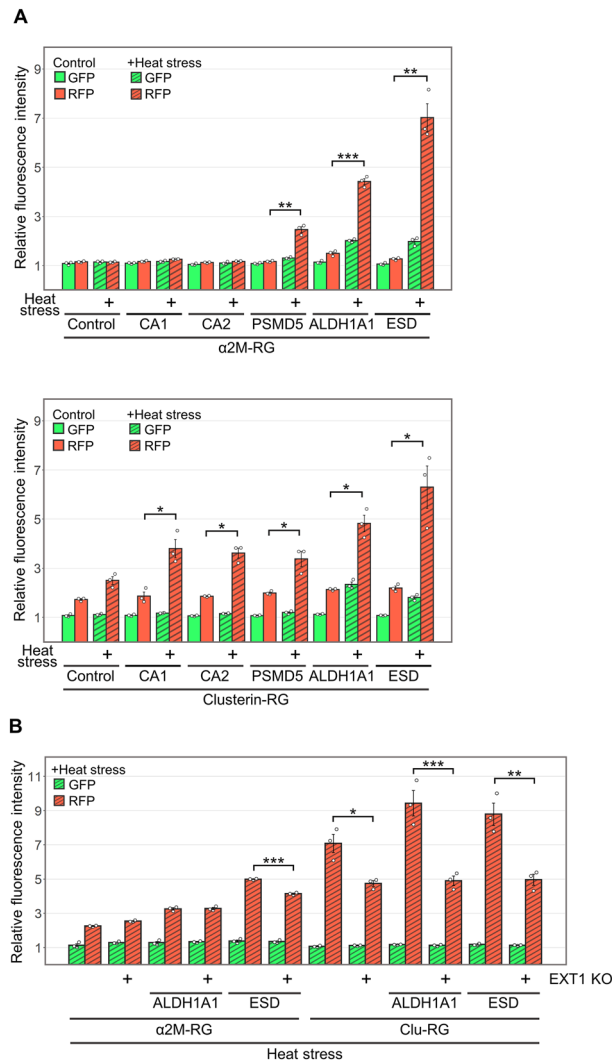 A
Relative fluorescence intensity
9
7
5
3
1
Control +Heat stress
GFP GFP
RFP RFP
** *** **
Heat stress + + + + + +
Control CA1 CA2 PSMD5 ALDH1A1 ESD
α2M-RG
Relative fluorescence intensity
9
7
5
3
1
Control +Heat stress
GFP GFP
RFP RFP
* * * * *
Heat stress + + + + + +
Control CA1 CA2 PSMD5 ALDH1A1 ESD
Clusterin-RG
B
Relative fluorescence intensity
11
9
7
5
3
1
+Heat stress
GFP
RFP
*** * *** **
+ + + + + + EXT1 KO
ALDH1A1 ESD ALDH1A1 ESD
α2M-RG Clu-RG
Heat stress